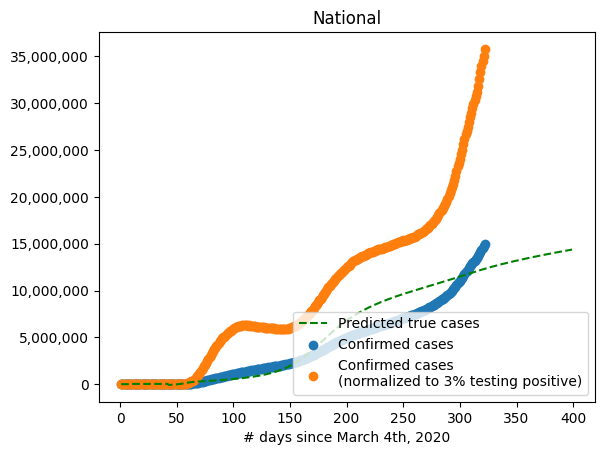 National
35,000,000
30,000,000
25,000,000
20,000,000
15,000,000
10,000,000
5,000,000
0
Predicted true cases
Confirmed cases
Confirmed cases
(normalized to 3% testing positive)
0 50 100 150 200 250 300 350 400
# days since March 4th, 2020